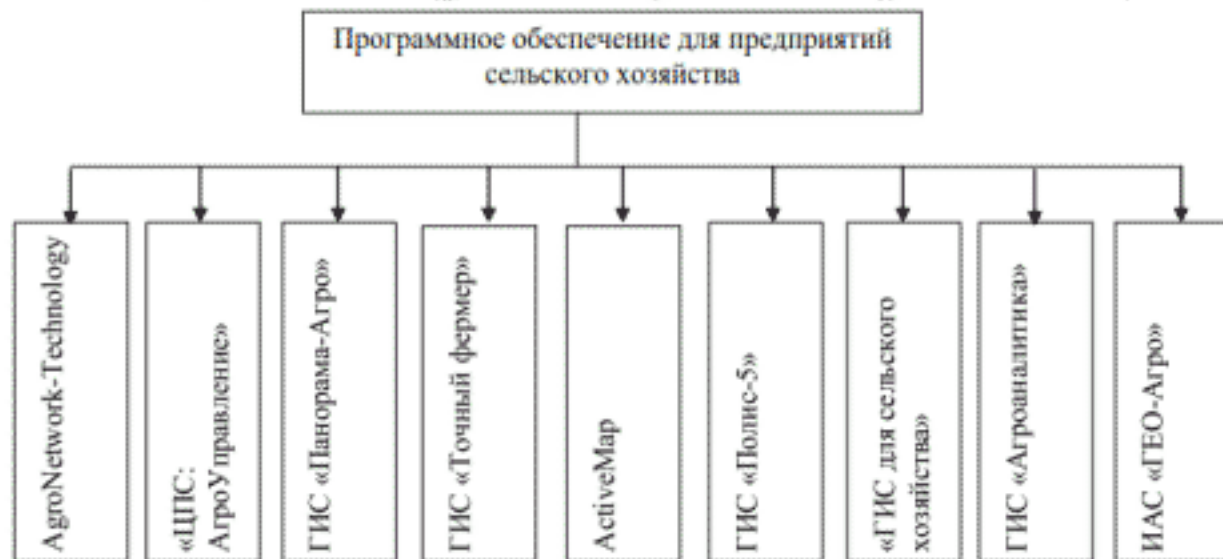 Программное обеспечение для предприятий
сельского хозяйства
AgroNetwork-Technology
«ЦПС:
АгроУправление»
ГИС «Панорама-Агро»
ГИС «Точный фермер»
ActiveMap
ГИС «Полис-5»
«ГИС для сельского
хозяйства»
ГИС «Агроаналитика»
ИАС «ГЕО-Агро»